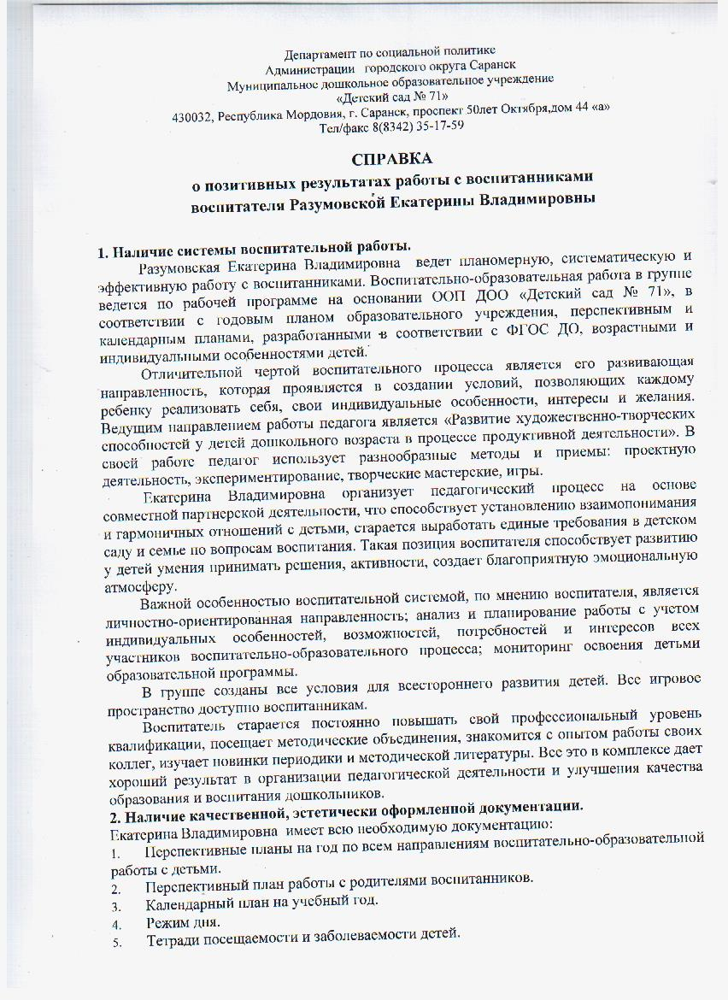 Департамент по социальной политике
Администрации городского округа Саранск
Муниципальное дошкольное образовательное учреждение
«Детский сад № 71»
430032, Республика Мордовия, г. Саранск, проспект 50лет Октября,дом 44 «а»
Тел/факс 8(8342) 35-17-59
СПРАВКА
о позитивных результатах работы с воспитанниками
воспитателя Разумовской Екатерины Владимировны
1. Наличие системы воспитательной работы.
Разумовская Екатерина Владимировна ведет планомерную, систематическую и
эффективную работу с воспитанниками. Воспитательно-образовательная работа в группе
ведется по рабочей программе на основании ООП ДОО «Детский сад № 71», в
соответствии с годовым планом образовательного учреждения, перспективным и
календарным планами, разработанными в соответствии с ФГОС ДО, возрастными и
индивидуальными особенностями детей.
Отличительной чертой воспитательного процесса является его развивающая
направленность, которая проявляется в создании условий, позволяющих каждому
ребенку реализовать себя, свои индивидуальные особенности, интересы и желания.
Ведущим направлением работы педагога является «Развитие художественно-творческих
способностей у детей дошкольного возраста в процессе продуктивной деятельности». В
своей работе педагог использует разнообразные методы и приемы: проектную
деятельность, экспериментирование, творческие мастерские, игры.
Екатерина Владимировна организует педагогический процесс на основе
совместной партнерской деятельности, что способствует установлению взаимопонимания
и гармоничных отношений с детьми, старается выработать единые требования в детском
саду и семье по вопросам воспитания. Такая позиция воспитателя способствует развитию
у детей умения принимать решения, активности, создает благоприятную эмоциональную
атмосферу.
Важной особенностью воспитательной системой, по мнению воспитателя, является
личностно-ориентированная направленность; анализ и планирование работы с учетом
индивидуальных особенностей, возможностей, потребностей и интересов всех
участников воспитательно-образовательного процесса; мониторинг освоения детьми
образовательной программы.
В группе созданы все условия для всестороннего развития детей. Все игровое
пространство доступно воспитанникам.
Воспитатель старается постоянно повышать свой профессиональный уровень
квалификации, посещает методические объединения, знакомится с опытом работы своих
коллег, изучает новинки периодики и методической литературы. Все это в комплексе дает
хороший результат в организации педагогической деятельности и улучшения качества
образования и воспитания дошкольников.
2. Наличие качественной, эстетически оформленной документации.
Екатерина Владимировна имеет всю необходимую документацию:
1. Перспективные планы на год по всем направлениям воспитательно-образовательной
работы с детьми.
2. Перспективный план работы с родителями воспитанников.
3. Календарный план на учебный год.
4. Режим дня.
5. Тетради посещаемости и заболеваемости детей.